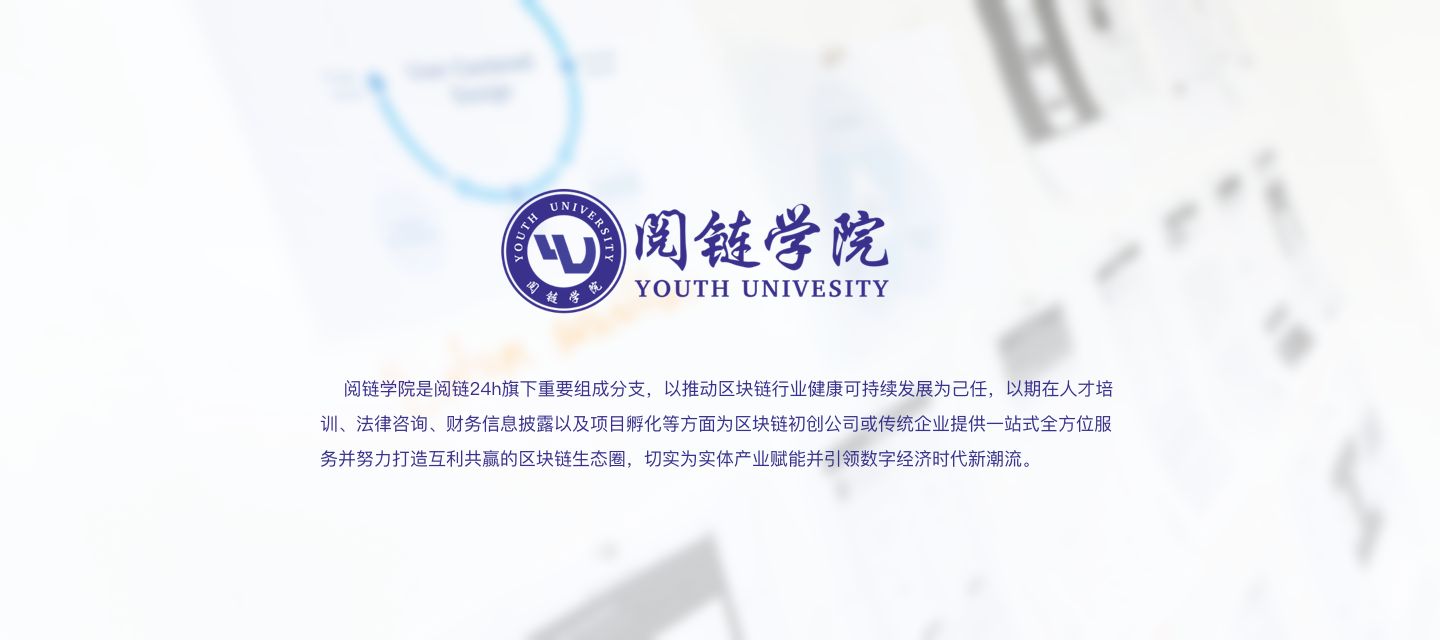 YOUTH UNIVERSITY
阅链学院
阅链学院
YOUTH UNIVESITY
阅链学院是阅链24h旗下重要组成分支，以推动区块链行业健康可持续发展为己任，以期在人才培
训、法律咨询、财务信息披露以及项目孵化等方面为区块链初创公司或传统企业提供一站式全方位服
务并努力打造互利共赢的区块链生态圈，切实为实体产业赋能并引领数字经济时代新潮流。